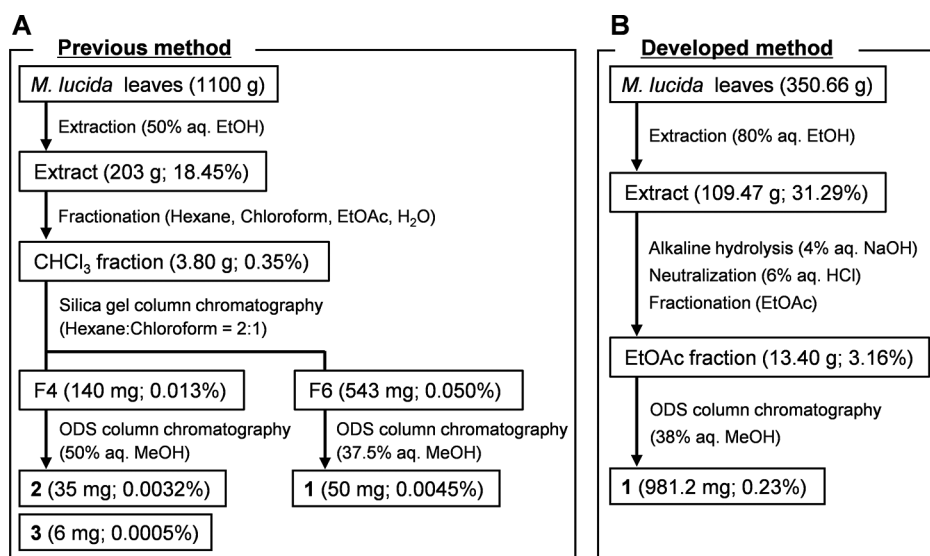 A
Previous method
M. lucida leaves (1100 g)
Extraction (50% aq. EtOH)
Extract (203 g; 18.45%)
Fractionation (Hexane, Chloroform, EtOAc, H₂O)
CHCl₃ fraction (3.80 g; 0.35%)
Silica gel column chromatography
(Hexane:Chloroform = 2:1)
F4 (140 mg; 0.013%)
F6 (543 mg; 0.050%)
ODS column chromatography
(50% aq. MeOH)
ODS column chromatography
(37.5% aq. MeOH)
2 (35 mg; 0.0032%)
1 (50 mg; 0.0045%)
3 (6 mg; 0.0005%)
B
Developed method
M. lucida leaves (350.66 g)
Extraction (80% aq. EtOH)
Extract (109.47 g; 31.29%)
Alkaline hydrolysis (4% aq. NaOH)
Neutralization (6% aq. HCl)
Fractionation (EtOAc)
EtOAc fraction (13.40 g; 3.16%)
ODS column chromatography
(38% aq. MeOH)
1 (981.2 mg; 0.23%)